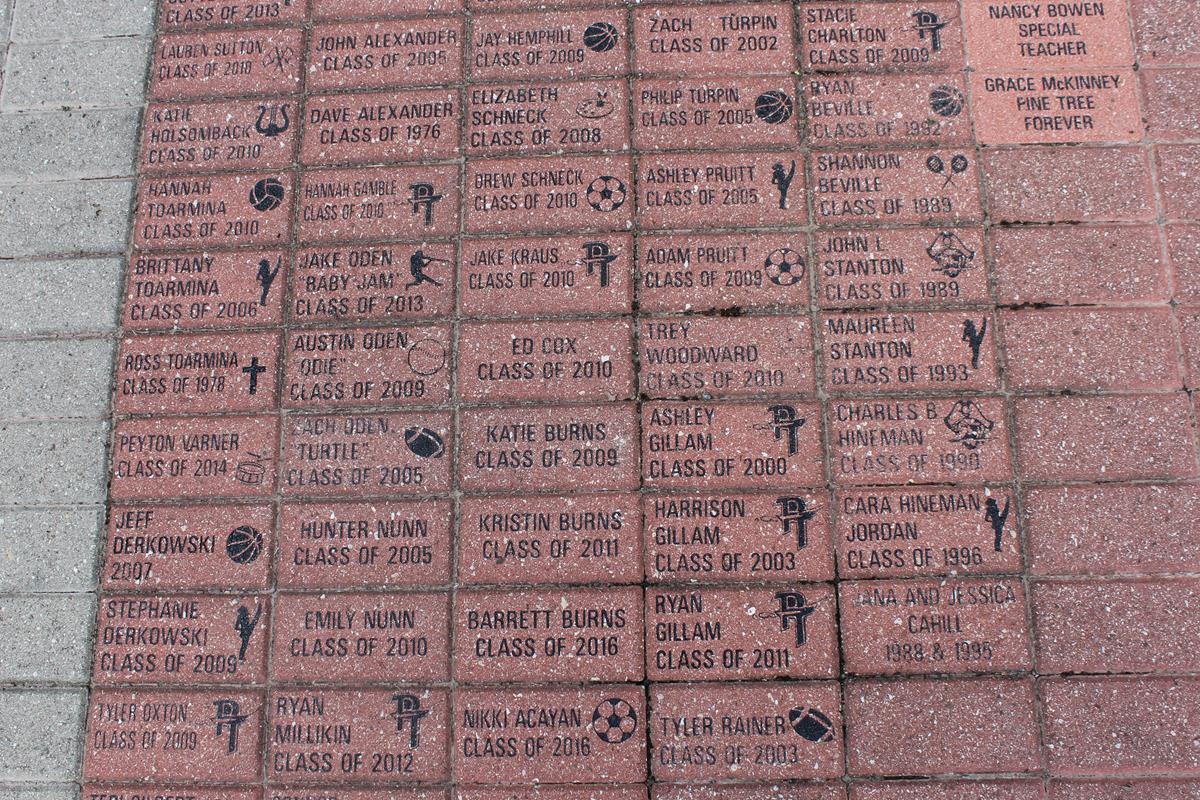 CLASS OF 2013
LAUREN SUTTON
CLASS OF 2010
JOHN ALEXANDER
CLASS OF 2005
JAY HEMPHILL
CLASS OF 2009
ZACH TURPIN
CLASS OF 2002
STACIE
CHARLTON
CLASS OF 2009
PT
NANCY BOWEN
SPECIAL
TEACHER
KATIE
HOLSOMBACK
CLASS OF 2010
DAVE ALEXANDER
CLASS OF 1976
ELIZABETH
SCHNECK
CLASS OF 2008
PHILIP TURPIN
CLASS OF 2005
RYAN
BEVILLE
CLASS OF 1992
GRACE McKINNEY
PINE TREE
FOREVER
HANNAH
TOARMINA
CLASS OF 2010
HANNAH GAMBLE
CLASS OF 2010
PT
DREW SCHNECK
CLASS OF 2010
ASHLEY PRUITT
CLASS OF 2005
SHANNON
BEVILLE
CLASS OF 1989
BRITTANY
TOARMINA
CLASS OF 2006
JAKE ODEN
"BABY JAM"
CLASS OF 2013
JAKE KRAUS
CLASS OF 2010
PT
ADAM PRUITT
CLASS OF 2009
JOHN L
STANTON
CLASS OF 1989
ROSS TOARMINA
CLASS OF 1978
AUSTIN ODEN
"ODIE"
CLASS OF 2009
ED COX
CLASS OF 2010
TREY
WOODWARD
CLASS OF 2010
MAUREEN
STANTON
CLASS OF 1993
PEYTON VARNER
CLASS OF 2014
ZACH ODEN
"TURTLE"
CLASS OF 2005
KATIE BURNS
CLASS OF 2009
ASHLEY
GILLAM
CLASS OF 2000
PT
CHARLES B
HINEMAN
CLASS OF 1990
JEFF
DERKOWSKI
2007
HUNTER NUNN
CLASS OF 2005
KRISTIN BURNS
CLASS OF 2011
HARRISON
GILLAM
CLASS OF 2003
PT
CARA HINEMAN
JORDAN
CLASS OF 1996
STEPHANIE
DERKOWSKI
CLASS OF 2009
EMILY NUNN
CLASS OF 2010
BARRETT BURNS
CLASS OF 2016
RYAN
GILLAM
CLASS OF 2011
PT
JANA AND JESSICA
CAHILL
1988 & 1995
TYLER OXTON
CLASS OF 2009
PT
RYAN
MILLIKIN
CLASS OF 2012
PT
NIKKI ACAYAN
CLASS OF 2016
TYLER RAINER
CLASS OF 2003